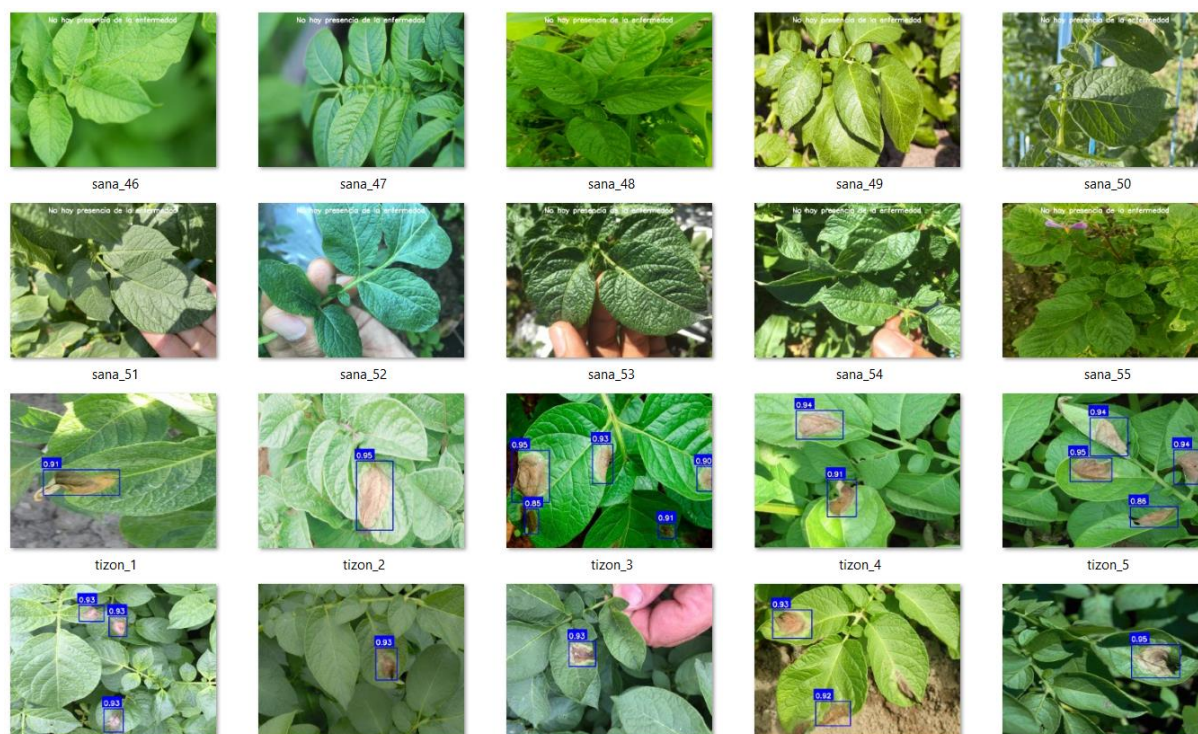 No hay presencia de la enfermedad
No hay presencia de la enfermedad
No hay presencia de la enfermedad
No hay presencia de la enfermedad
No hay presencia de la enfermedad
sana_46
sana_47
sana_48
sana_49
sana_50
No hay presencia de la enfermedad
No hay presencia de la enfermedad
No hay presencia de la enfermedad
No hay presencia de la enfermedad
No hay presencia de la enfermedad
sana_51
sana_52
sana_53
sana_54
sana_55
0.91
0.95
0.95
0.93
0.90
0.85
0.91
0.94
0.91
0.94
0.95
0.94
0.86
tizon_1
tizon_2
tizon_3
tizon_4
tizon_5
0.93
0.93
0.93
0.93
0.93
0.93
0.92
0.95